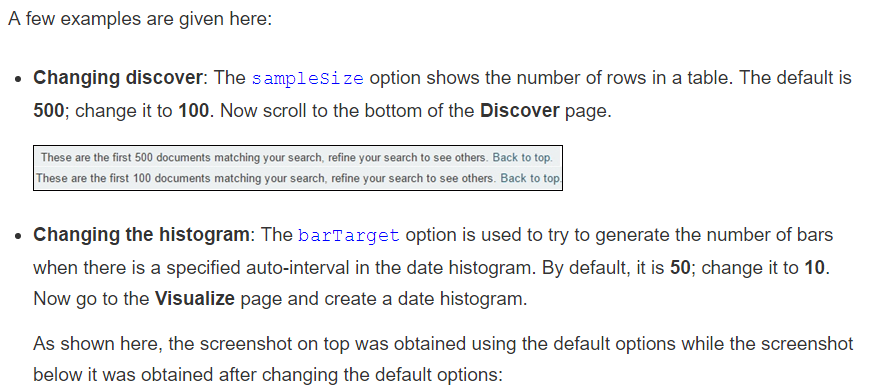 A few examples are given here:
• Changing discover: The sampleSize option shows the number of rows in a table. The default is
500; change it to 100. Now scroll to the bottom of the Discover page.
These are the first 500 documents matching your search, refine your search to see others. Back to top.
These are the first 100 documents matching your search, refine your search to see others. Back to top.
• Changing the histogram: The barTarget option is used to try to generate the number of bars
when there is a specified auto-interval in the date histogram. By default, it is 50; change it to 10.
Now go to the Visualize page and create a date histogram.
As shown here, the screenshot on top was obtained using the default options while the screenshot
below it was obtained after changing the default options: